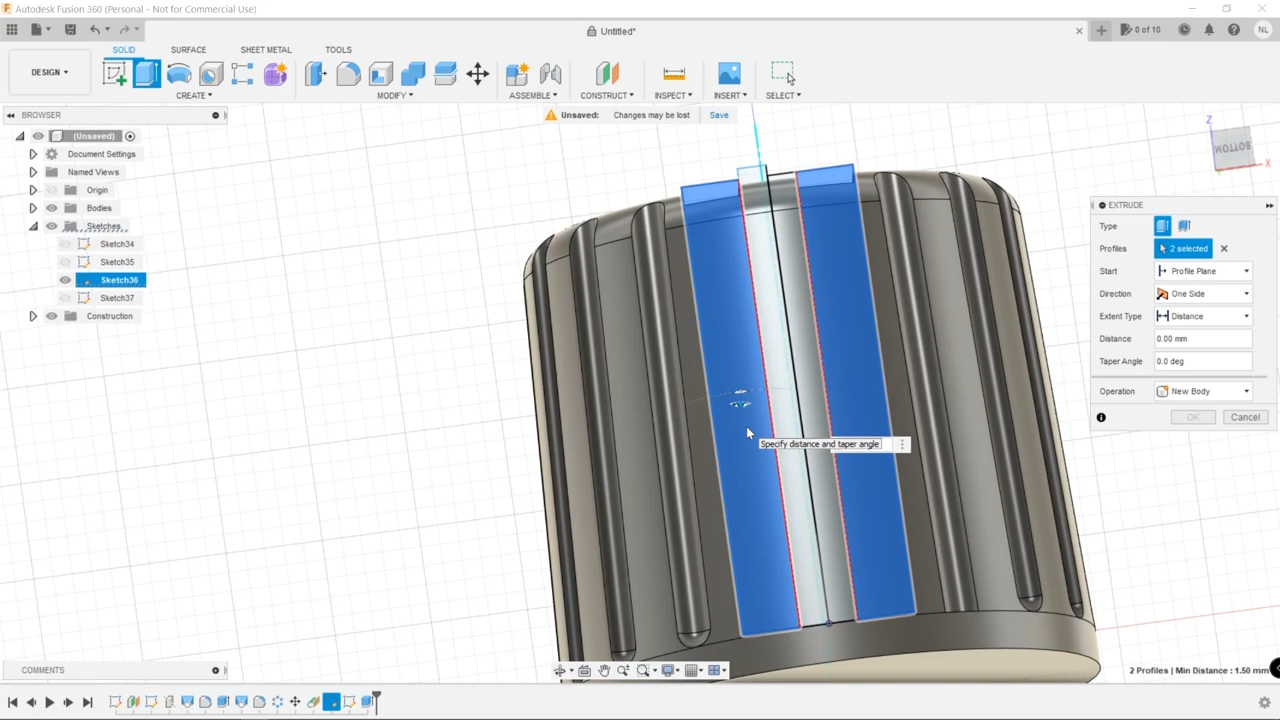 Autodesk Fusion 360 (Personal - Not for Commercial Use)
Untitled*
0 of 10
NL
DESIGN
SOLID SURFACE SHEET METAL TOOLS
CREATE MODIFY ASSEMBLE CONSTRUCT INSPECT INSERT SELECT
BROWSER
Unsaved: Changes may be lost Save
(Unsaved)
Document Settings
Named Views
Origin
Bodies
Sketches
Sketch34
Sketch35
Sketch36
Sketch37
Construction
Z
BOTTOM
X
EXTRUDE
Type
Profiles 2 selected
Start Profile Plane
Direction One Side
Extent Type Distance
Distance 0.00 mm
Taper Angle 0.0 deg
Operation New Body
OK Cancel
Specify distance and taper angle
COMMENTS
2 Profiles | Min Distance : 1.50 mm